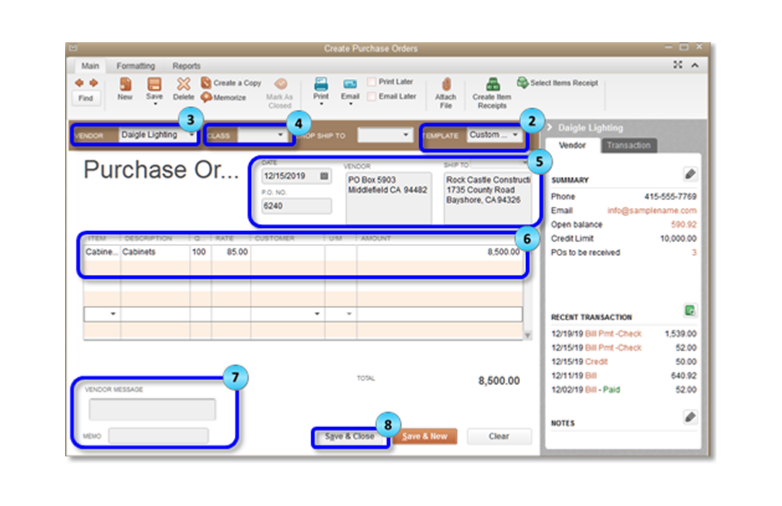 Create Purchase Orders
Main Formatting Reports
Find New Save Delete Create a Copy Memorize Mark As Closed Print Email Print Later Email Later Attach File Create Item Receipts Select Items Receipt
3 4 2
VENDOR Daigle Lighting CLASS DROP SHIP TO TEMPLATE Custom ...
Daigle Lighting
Vendor Transaction
5
Purchase Or...
DATE VENDOR SHIP TO
12/15/2019 PO Box 5903 Rock Castle Constructi
P.O. NO. Middlefield CA 94482 1735 County Road
6240 Bayshore, CA 94326
SUMMARY
Phone 415-555-7769
Email info@samplename.com
Open balance 590.92
Credit Limit 10,000.00
POs to be received 3
6
ITEM DESCRIPTION Q... RATE CUSTOMER U/M AMOUNT
Cabine... Cabinets 100 85.00 8,500.00
RECENT TRANSACTION
12/19/19 Bill Pmt -Check 1,539.00
12/15/19 Bill Pmt -Check 52.00
12/15/19 Credit 50.00
12/11/19 Bill 640.92
12/02/19 Bill - Paid 52.00
NOTES
7
VENDOR MESSAGE
MEMO
TOTAL 8,500.00
8
Save & Close Save & New Clear